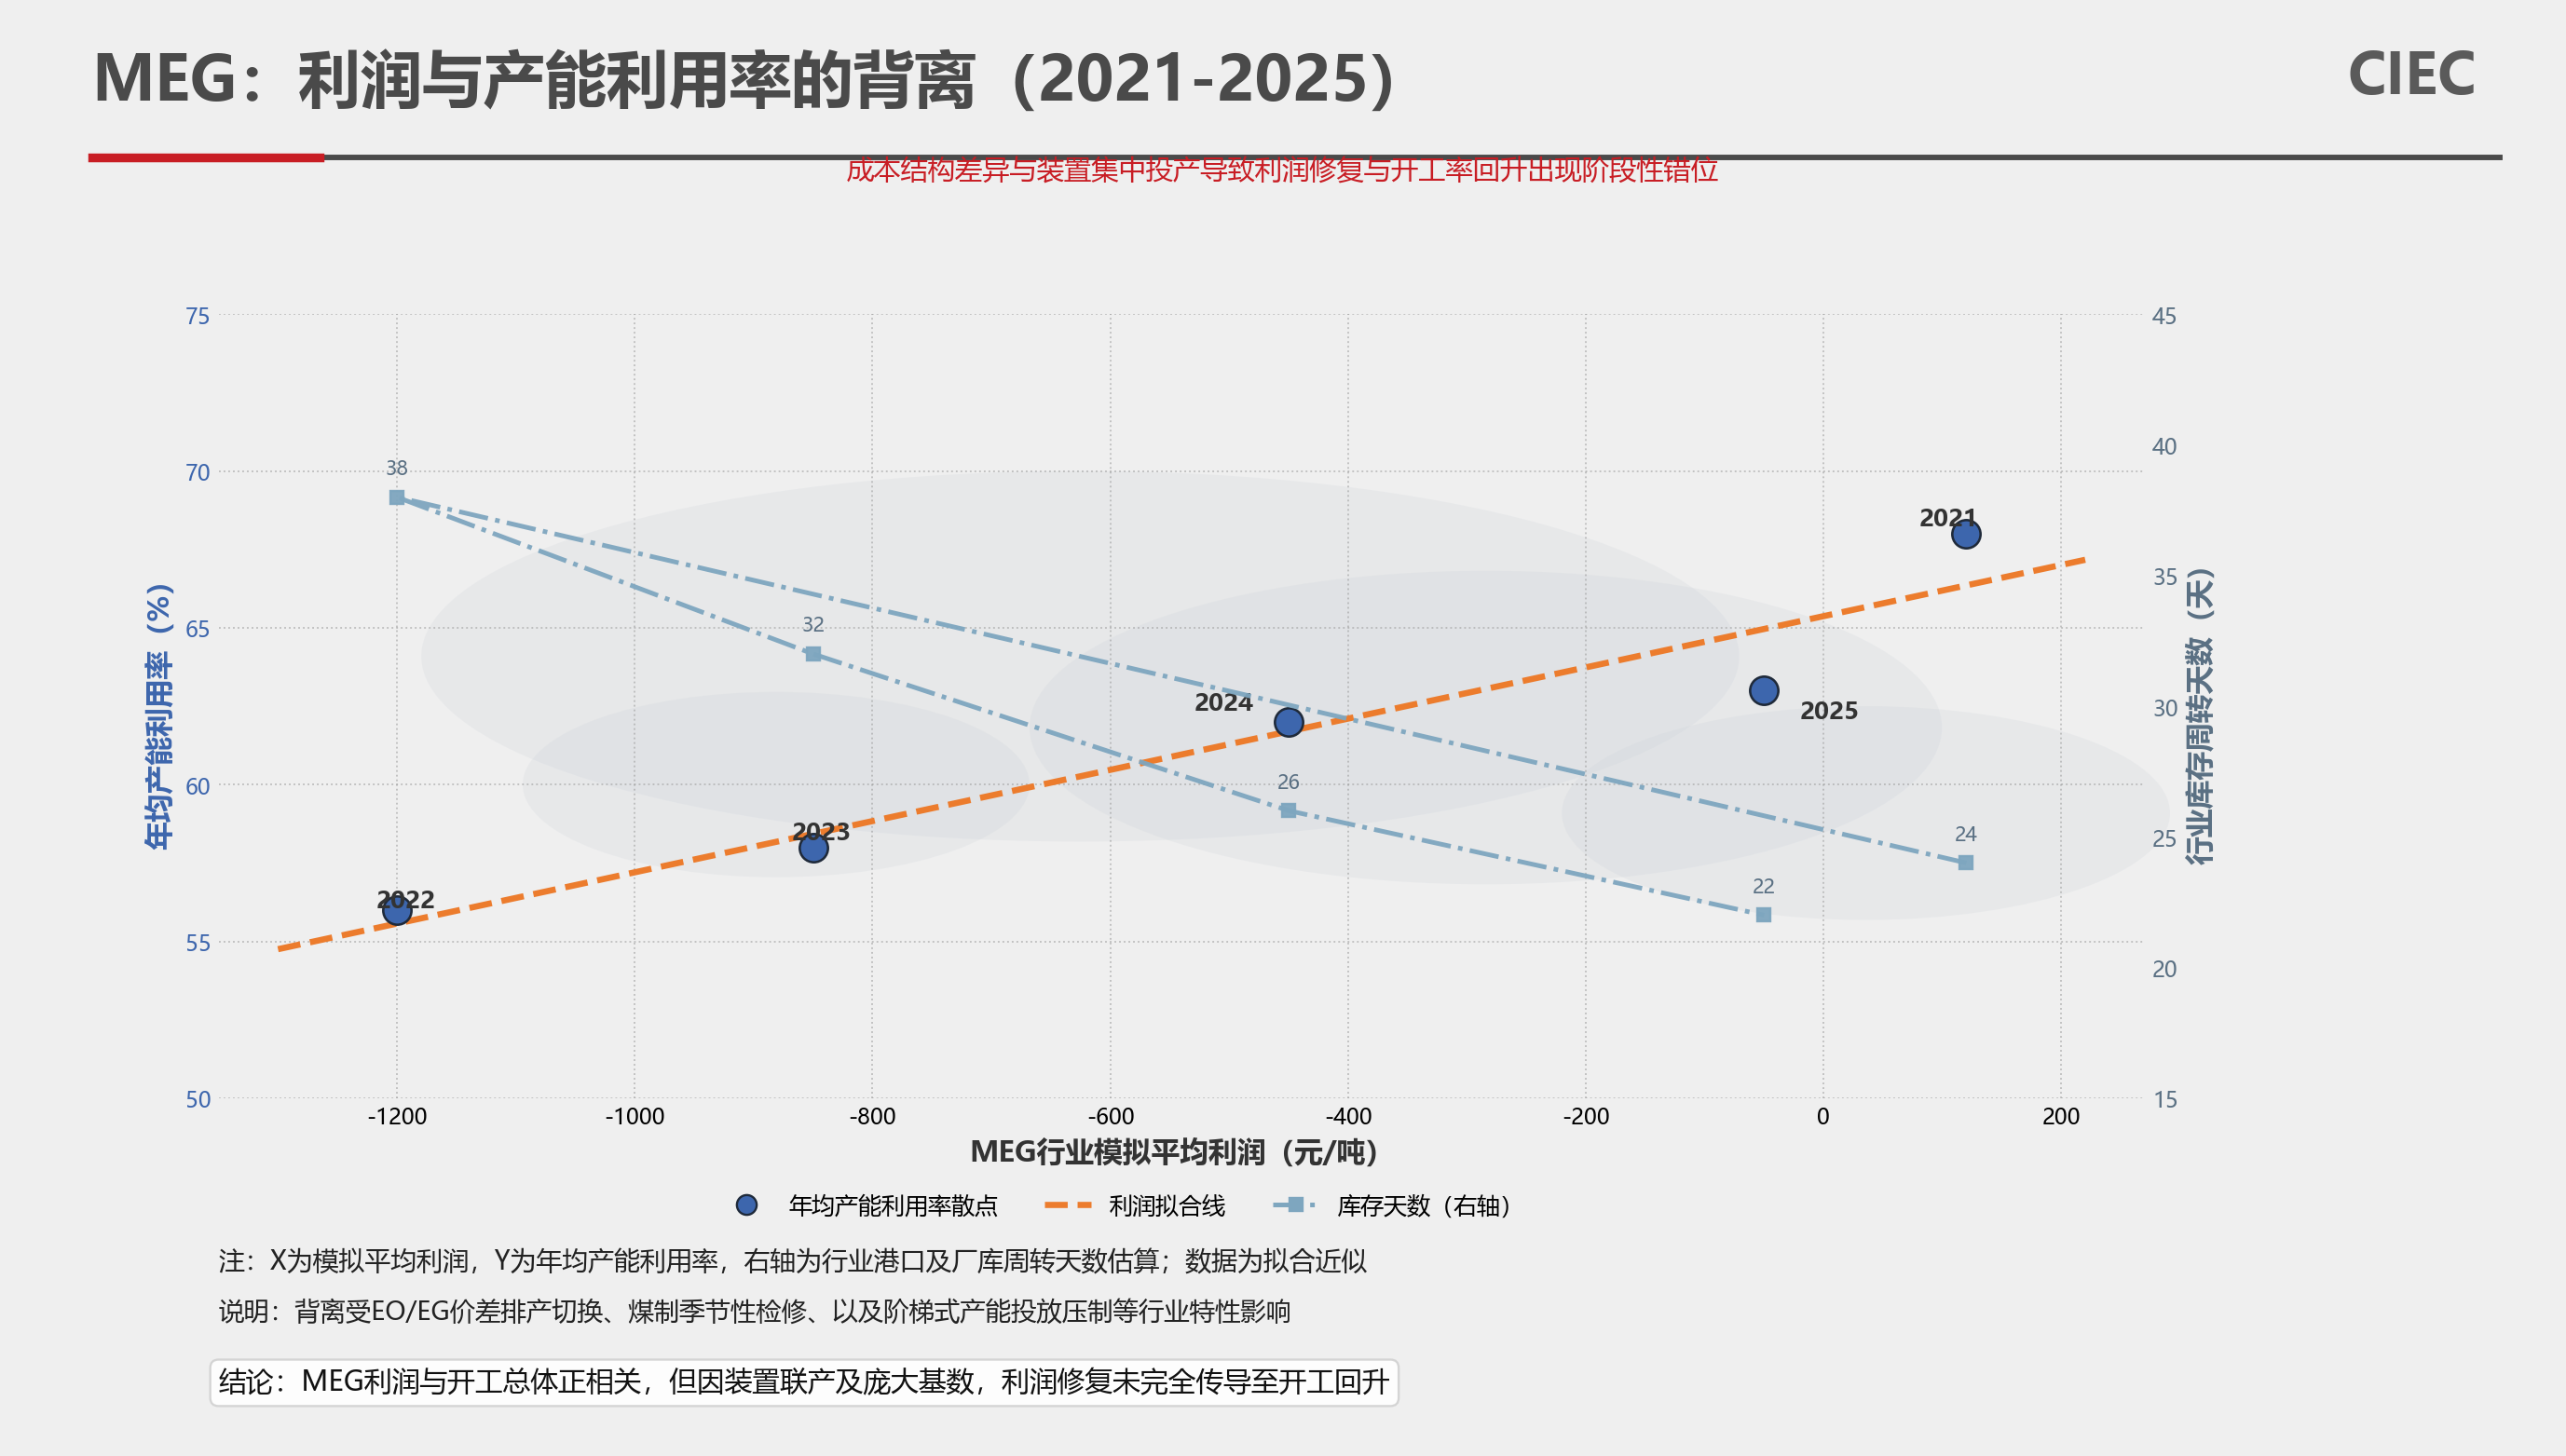 MEG：利润与产能利用率的背离（2021-2025）
CIEC
成本结构差异与装置集中投产导致利润修复与开工率回升出现阶段性错位
75
70
65
60
55
50
年均产能利用率（%）
45
40
35
30
25
20
15
行业库存周转天数（天）
38
32
26
22
24
2021
2022
2023
2024
2025
-1200
-1000
-800
-600
-400
-200
0
200
MEG行业模拟平均利润（元/吨）
年均产能利用率散点
利润拟合线
库存天数（右轴）
注：X为模拟平均利润，Y为年均产能利用率，右轴为行业港口及厂库周转天数估算；数据为拟合近似
说明：背离受EO/EG价差排产切换、煤制季节性检修、以及阶梯式产能投放压制等行业特性影响
结论：MEG利润与开工总体正相关，但因装置联产及庞大基数，利润修复未完全传导至开工回升